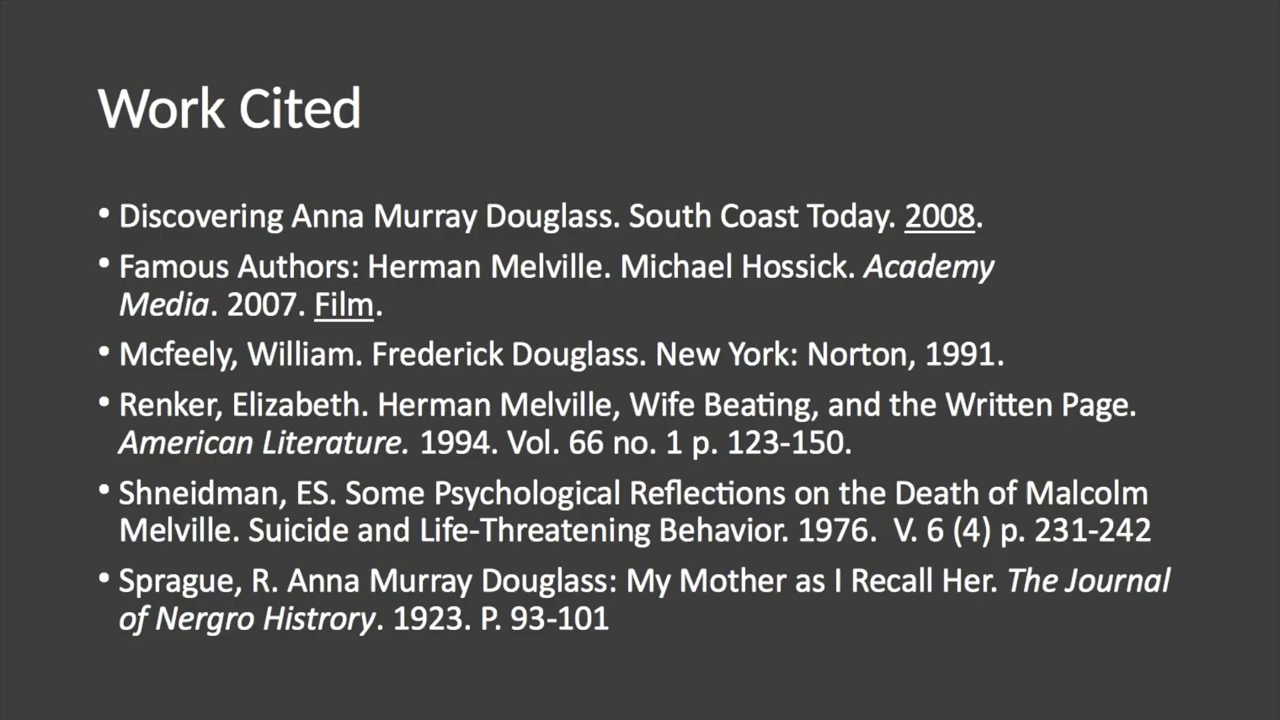 Work Cited
• Discovering Anna Murray Douglass. South Coast Today. 2008.
• Famous Authors: Herman Melville. Michael Hossick. Academy
Media. 2007. Film.
• Mcfeely, William. Frederick Douglass. New York: Norton, 1991.
• Renker, Elizabeth. Herman Melville, Wife Beating, and the Written Page.
American Literature. 1994. Vol. 66 no. 1 p. 123-150.
• Shneidman, ES. Some Psychological Reflections on the Death of Malcolm
Melville. Suicide and Life-Threatening Behavior. 1976.  V. 6 (4) p. 231-242
• Sprague, R. Anna Murray Douglass: My Mother as I Recall Her. The Journal
of Nergro Histrory. 1923. P. 93-101